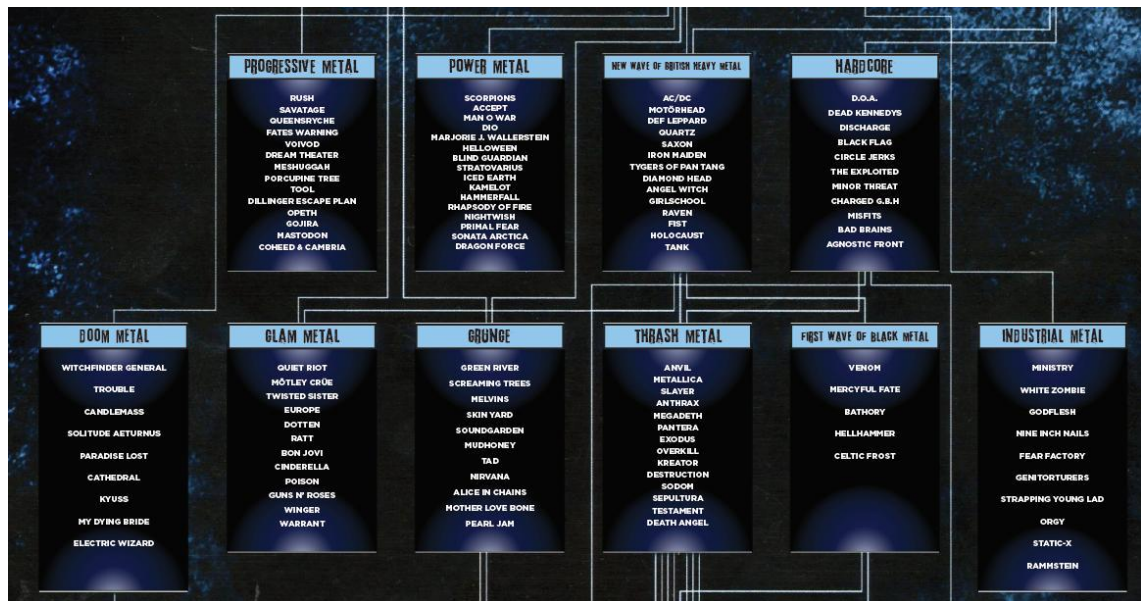 PROGRESSIVE METAL
RUSH
SAVATAGE
QUEENSRYCHE
FATES WARNING
VOIVOD
DREAM THEATER
MESHUGGAH
PORCUPINE TREE
TOOL
DILLINGER ESCAPE PLAN
OPETH
GOJIRA
MASTODON
COHEED & CAMBRIA
POWER METAL
SCORPIONS
ACCEPT
MAN O WAR
DIO
MARJORIE J. WALLERSTEIN
HELLOWEEN
BLIND GUARDIAN
STRATOVARIUS
ICED EARTH
KAMELOT
HAMMERFALL
RHAPSODY OF FIRE
NIGHTWISH
PRIMAL FEAR
SONATA ARCTICA
DRAGON FORCE
NEW WAVE OF BRITISH HEAVY METAL
AC/DC
MOTÖRHEAD
DEF LEPPARD
QUARTZ
SAXON
IRON MAIDEN
TYGERS OF PAN TANG
DIAMOND HEAD
ANGEL WITCH
GIRLSCHOOL
RAVEN
FIST
HOLOCAUST
TANK
HARDCORE
D.O.A.
DEAD KENNEDYS
DISCHARGE
BLACK FLAG
CIRCLE JERKS
THE EXPLOITED
MINOR THREAT
CHARGED G.B.H
MISFITS
BAD BRAINS
AGNOSTIC FRONT
DOOM METAL
WITCHFINDER GENERAL
TROUBLE
CANDLEMASS
SOLITUDE AETURNUS
PARADISE LOST
CATHEDRAL
KYUSS
MY DYING BRIDE
ELECTRIC WIZARD
GLAM METAL
QUIET RIOT
MÖTLEY CRÜE
TWISTED SISTER
EUROPE
DOTTEN
RATT
BON JOVI
CINDERELLA
POISON
GUNS N' ROSES
WINGER
WARRANT
GRUNGE
GREEN RIVER
SCREAMING TREES
MELVINS
SKIN YARD
SOUNDGARDEN
MUDHONEY
TAD
NIRVANA
ALICE IN CHAINS
MOTHER LOVE BONE
PEARL JAM
THRASH METAL
ANVIL
METALLICA
SLAYER
ANTHRAX
MEGADETH
PANTERA
EXODUS
OVERKILL
KREATOR
DESTRUCTION
SODOM
SEPULTURA
TESTAMENT
DEATH ANGEL
FIRST WAVE OF BLACK METAL
VENOM
MERCYFUL FATE
BATHORY
HELLHAMMER
CELTIC FROST
INDUSTRIAL METAL
MINISTRY
WHITE ZOMBIE
GODFLESH
NINE INCH NAILS
FEAR FACTORY
GENITORTURERS
STRAPPING YOUNG LAD
ORGY
STATIC-X
RAMMSTEIN